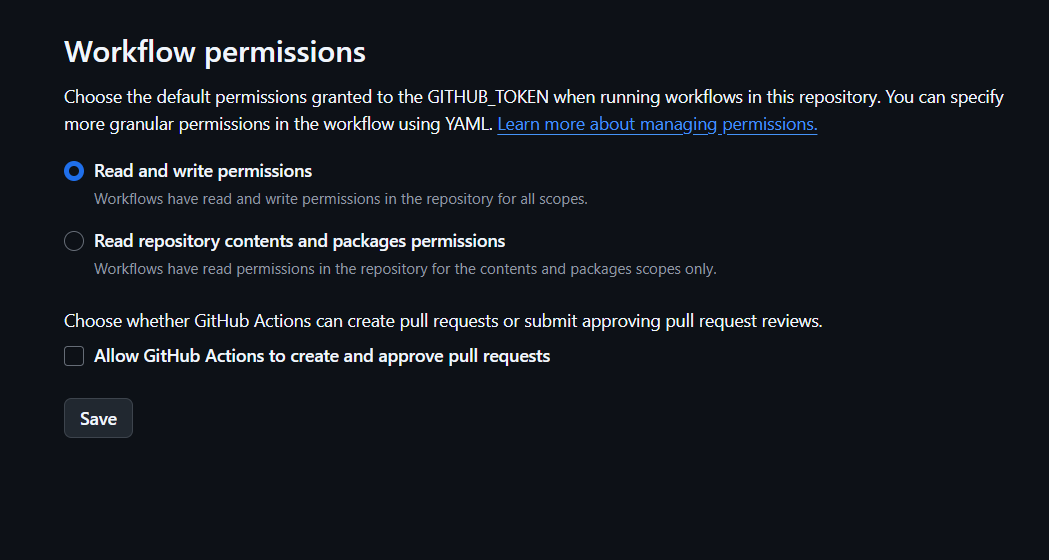 Workflow permissions
Choose the default permissions granted to the GITHUB_TOKEN when running workflows in this repository. You can specify
more granular permissions in the workflow using YAML. Learn more about managing permissions.
Read and write permissions
Workflows have read and write permissions in the repository for all scopes.
Read repository contents and packages permissions
Workflows have read permissions in the repository for the contents and packages scopes only.
Choose whether GitHub Actions can create pull requests or submit approving pull request reviews.
Allow GitHub Actions to create and approve pull requests
Save